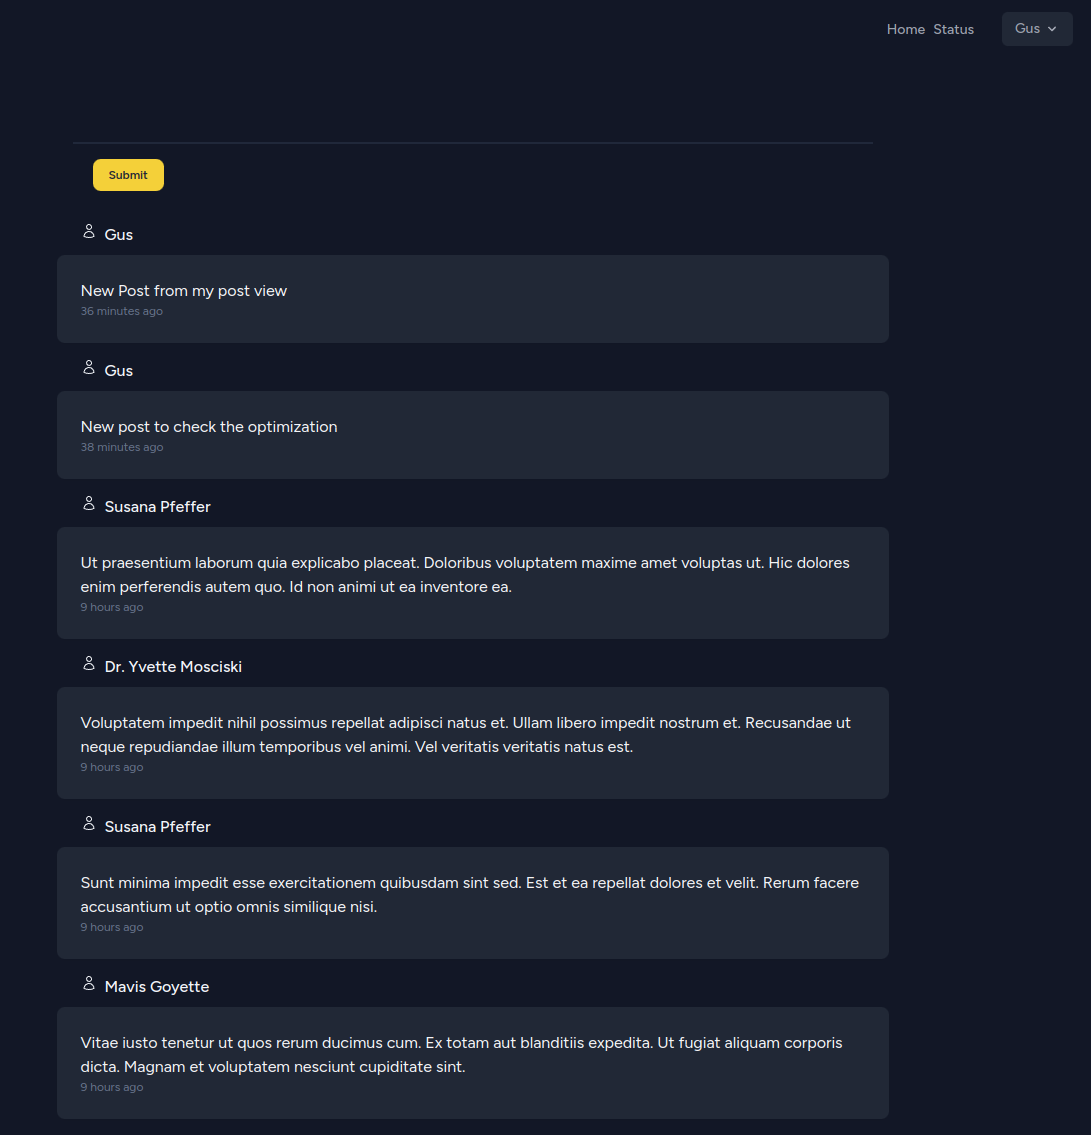 Home Status Gus
Submit
Gus
New Post from my post view
36 minutes ago
Gus
New post to check the optimization
38 minutes ago
Susana Pfeffer
Ut praesentium laborum quia explicabo placeat. Doloribus voluptatem maxime amet voluptas ut. Hic dolores
enim perferendis autem quo. Id non animi ut ea inventore ea.
9 hours ago
Dr. Yvette Mosciski
Voluptatem impedit nihil possimus repellat adipisci natus et. Ullam libero impedit nostrum et. Recusandae ut
neque repudiandae illum temporibus vel animi. Vel veritatis veritatis natus est.
9 hours ago
Susana Pfeffer
Sunt minima impedit esse exercitationem quibusdam sint sed. Est et ea repellat dolores et velit. Rerum facere
accusantium ut optio omnis similique nisi.
9 hours ago
Mavis Goyette
Vitae iusto tenetur ut quos rerum ducimus cum. Ex totam aut blanditiis expedita. Ut fugiat aliquam corporis
dicta. Magnam et voluptatem nesciunt cupiditate sint.
9 hours ago